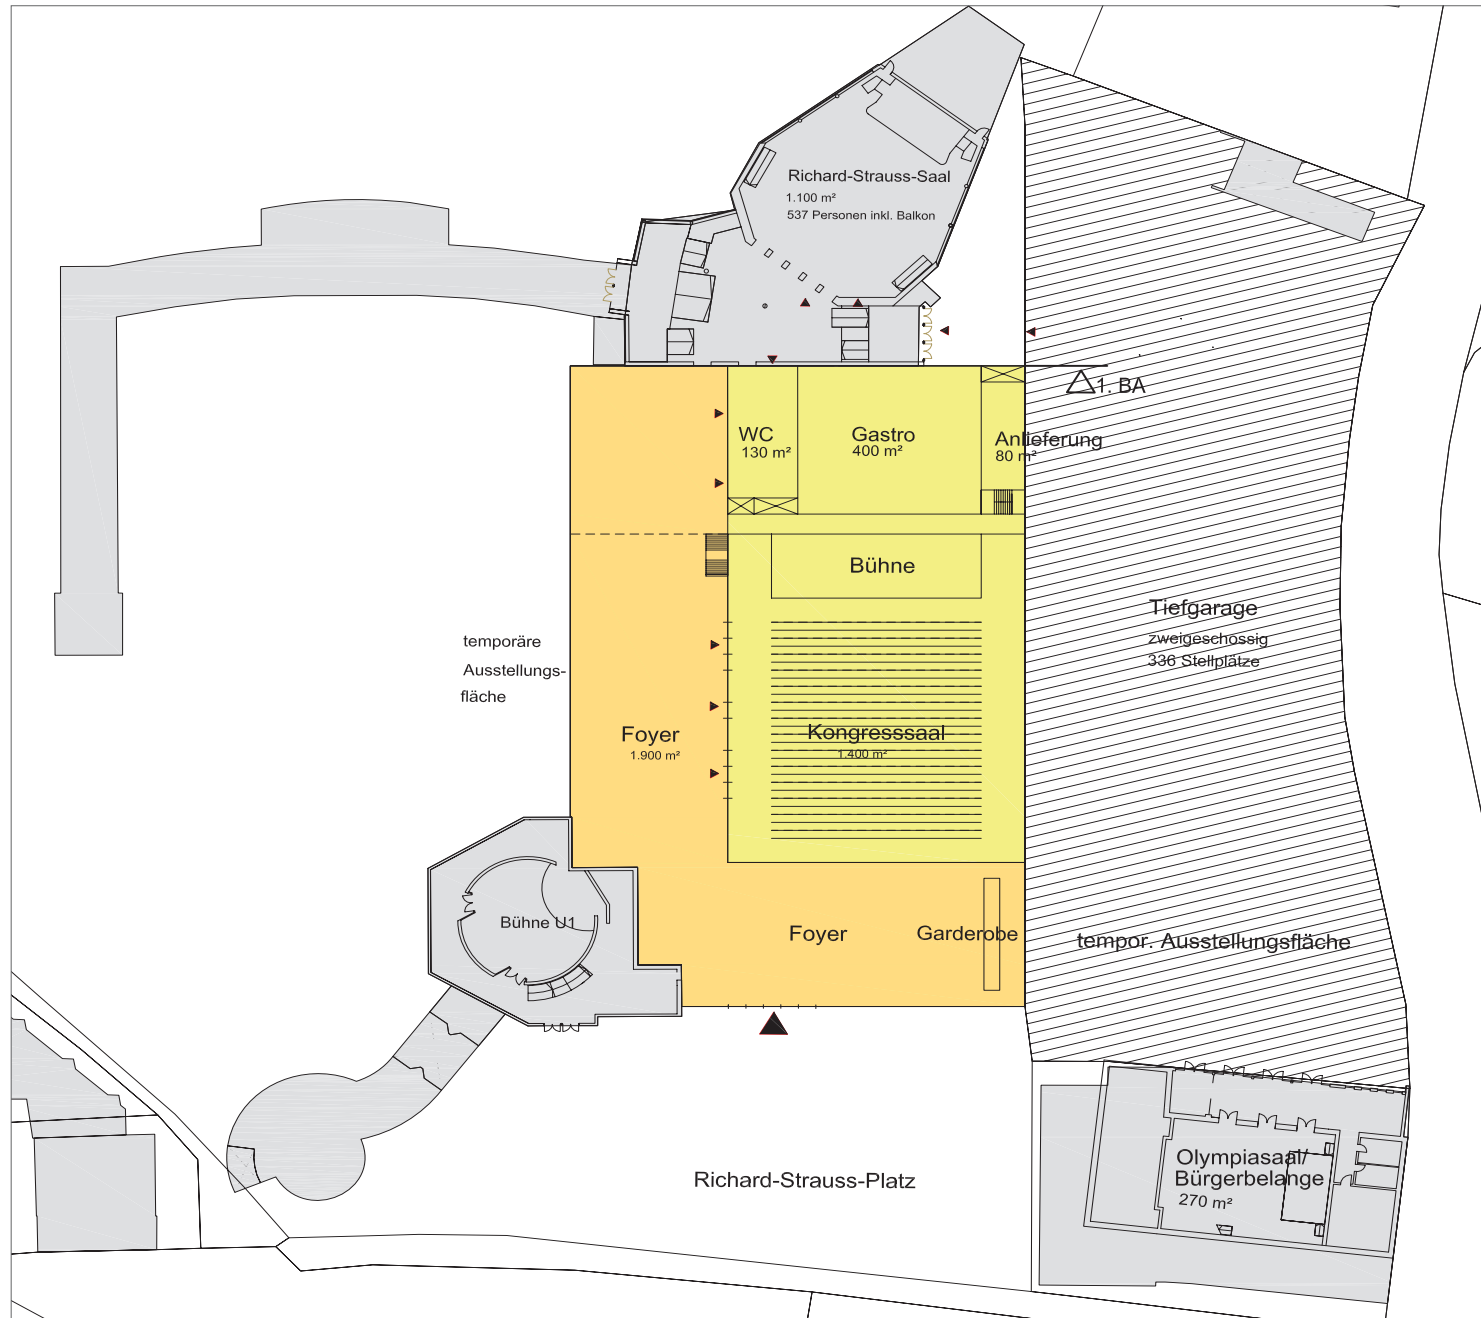 Richard-Strauss-Saal
1.100 m²
537 Personen inkl. Balkon
1. BA
WC
130 m²
Gastro
400 m²
Anlieferung
80 m²
Bühne
Tiefgarage
zweigeschossig
336 Stellplätze
temporäre
Ausstellungs-
fläche
Foyer
1.900 m²
Kongresssaal
1.400 m²
Bühne U1
Foyer
Garderobe
tempor. Ausstellungsfläche
Richard-Strauss-Platz
Olympiasaal/
Bürgerbelange
270 m²